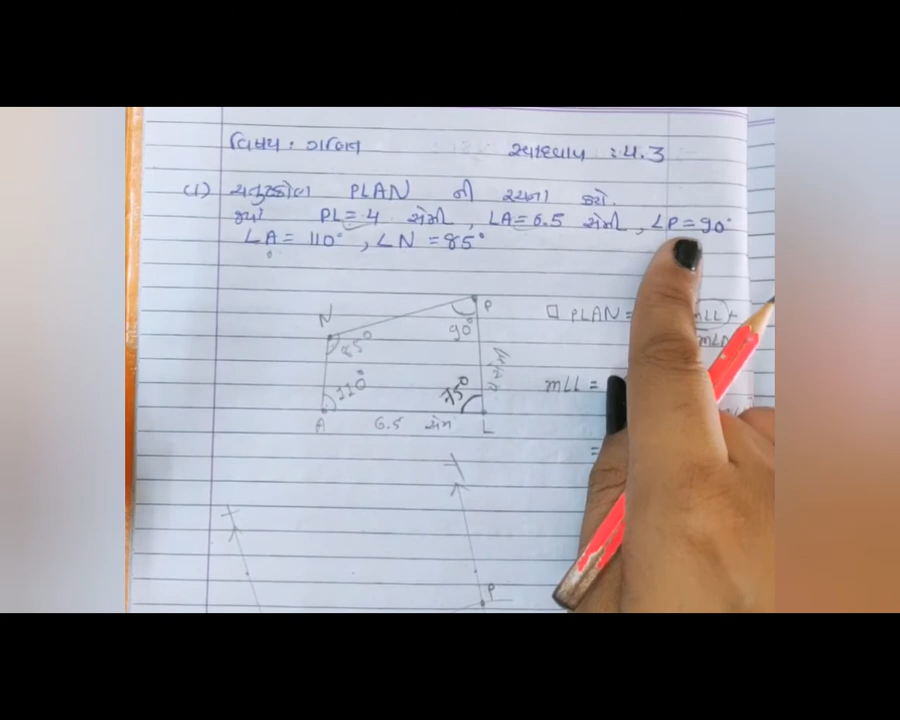 વિષય : ગણિત સ્વાધ્યાય : 4.3
(1) ચતુષ્કોણ PLAN ની રચના કરો.
જ્યાં PL = 4 સેમી, LA = 6.5 સેમી, ∠P = 90°
∠A = 110°, ∠N = 85°
N P
85° 90° □ PLAN =
110° 75° m∠L =
A 6.5 સેમી L
=
P